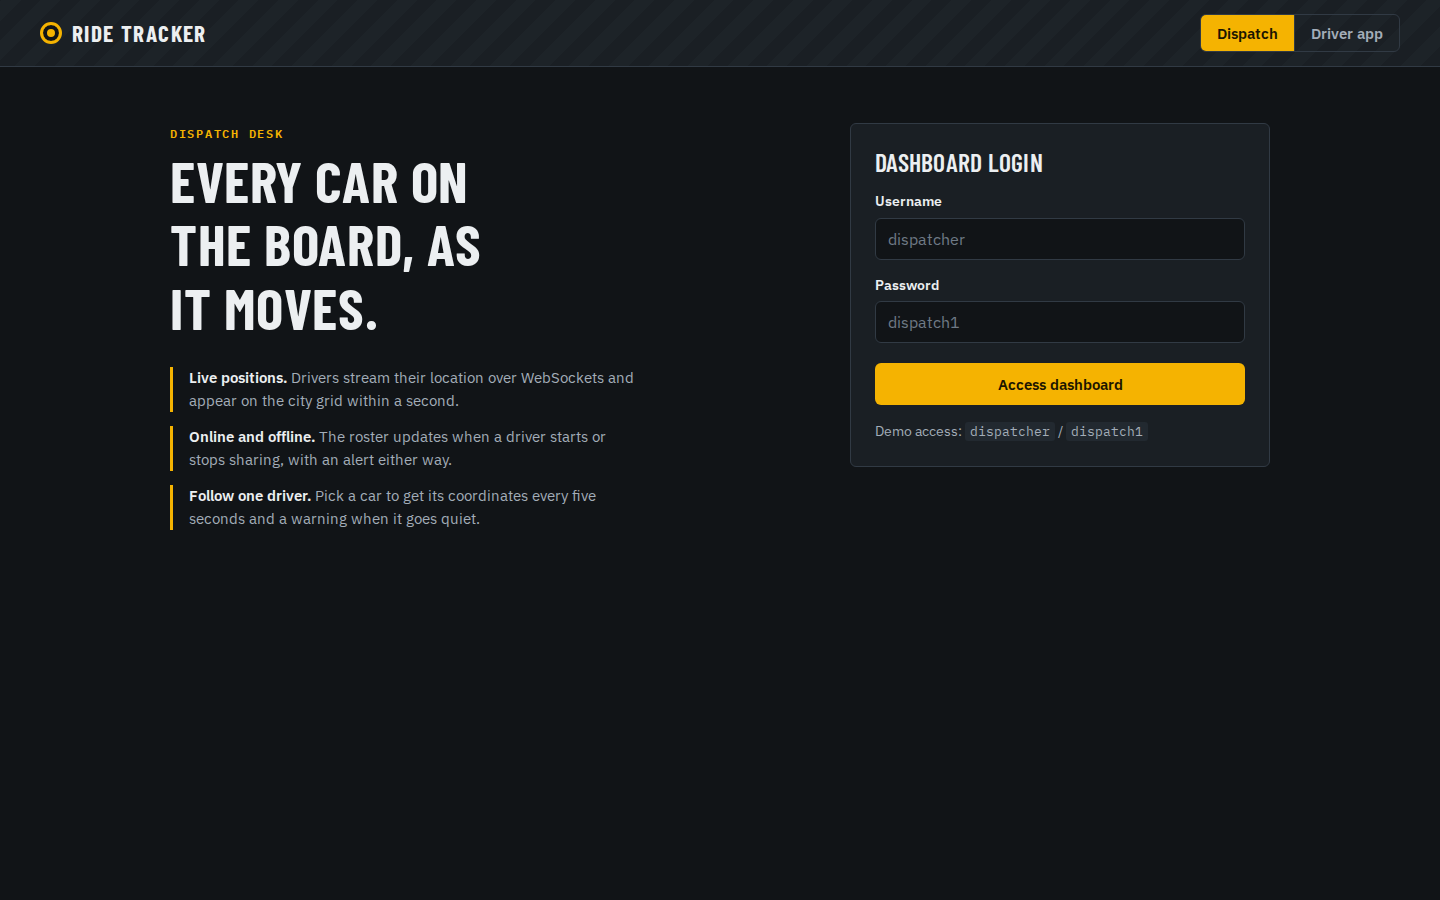 RIDE TRACKER
Dispatch
Driver app
DISPATCH DESK
EVERY CAR ON
THE BOARD, AS
IT MOVES.
Live positions. Drivers stream their location over WebSockets and
appear on the city grid within a second.
Online and offline. The roster updates when a driver starts or
stops sharing, with an alert either way.
Follow one driver. Pick a car to get its coordinates every five
seconds and a warning when it goes quiet.
DASHBOARD LOGIN
Username
dispatcher
Password
dispatch1
Access dashboard
Demo access: dispatcher / dispatch1